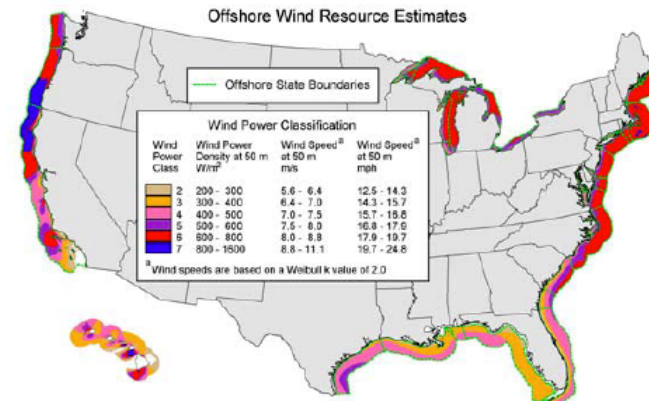 Offshore Wind Resource Estimates
Offshore State Boundaries
Wind Power Classification
Wind Power Class Wind Power Density at 50 m W/m² Wind Speedᵃ at 50 m m/s Wind Speedᵃ at 50 m mph
2 200 - 300 5.6 - 6.4 12.5 - 14.3
3 300 - 400 6.4 - 7.0 14.3 - 15.7
4 400 - 500 7.0 - 7.5 15.7 - 16.8
5 500 - 600 7.5 - 8.0 16.8 - 17.9
6 600 - 800 8.0 - 8.8 17.9 - 19.7
7 800 - 1600 8.8 - 11.1 19.7 - 24.8
ᵃ Wind speeds are based on a Weibull k value of 2.0